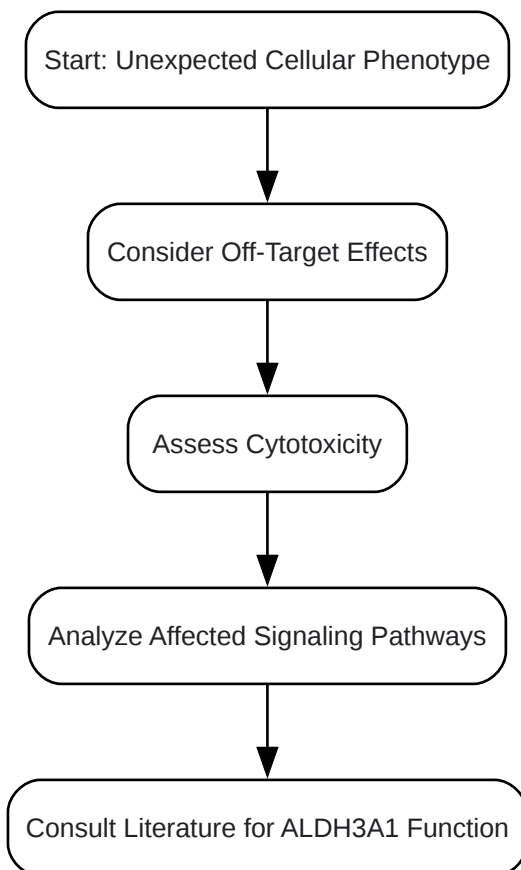 Start: Unexpected Cellular Phenotype
Consider Off-Target Effects
Assess Cytotoxicity
Analyze Affected Signaling Pathways
Consult Literature for ALDH3A1 Function